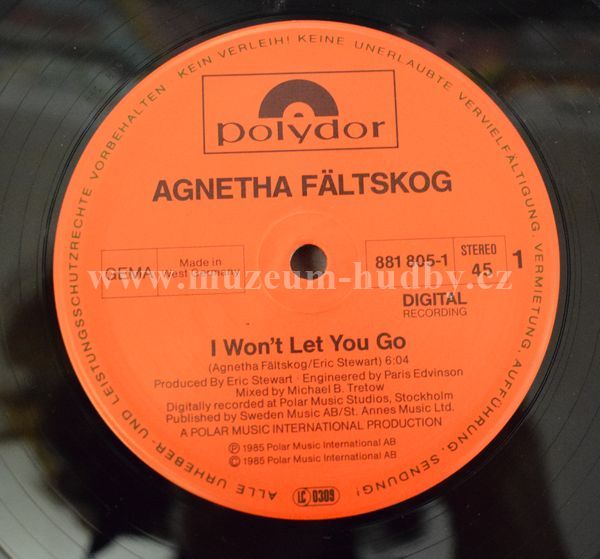 ALLE URHEBER- UND LEISTUNGSSCHUTZRECHTE VORBEHALTEN KEIN VERLEIH! KEINE UNERLAUBTE VERVIELFÄLTIGUNG, VERMIETUNG, AUFFÜHRUNG, SENDUNG!
polydor
AGNETHA FÄLTSKOG
GEMA
Made in
West Germany
881 805-1
STEREO
45
1
www.muzeum-hudby.cz
DIGITAL
RECORDING
I Won't Let You Go
(Agnetha Fältskog/Eric Stewart) 6:04
Produced By Eric Stewart · Engineered by Paris Edvinson
Mixed by Michael B. Tretow
Digitally recorded at Polar Music Studios, Stockholm
Published by Sweden Music AB/St. Annes Music Ltd.
A POLAR MUSIC INTERNATIONAL PRODUCTION
Ⓟ 1985 Polar Music International AB
© 1985 Polar Music International AB
LC 0309